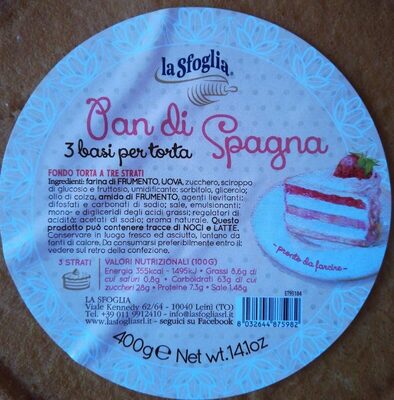 la Sfoglia®
Pan di Spagna
3 basi per torta
FONDO TORTA A TRE STRATI
Ingredienti: farina di FRUMENTO, UOVA, zucchero, sciroppo
di glucosio e fruttosio, umidificante: sorbitolo, glicerolo;
olio di colza, amido di FRUMENTO, agenti lievitanti:
difosfati e carbonati di sodio; sale, emulsionanti:
mono- e digliceridi degli acidi grassi; regolatori di
acidità: acetati di sodio; aroma naturale. Questo
prodotto può contenere tracce di NOCI e LATTE.
Conservare in luogo fresco ed asciutto, lontano da
fonti di calore. Da consumarsi preferibilmente entro il:
vedere sul retro della confezione.
pronto da farcire
3 STRATI
VALORI NUTRIZIONALI (100G)
Energia 355kcal - 1495kJ • Grassi 8,6g di
cui saturi 0,8g • Carboidrati 63g di cui
zuccheri 28g • Proteine 7.3g • Sale 1,48g
LA SFOGLIA
Viale Kennedy 62/64 - 10040 Leinì (TO)
Tel. +39 011 9912410 - info@lasfogliasrl.it
www.lasfogliasrl.it - seguici su Facebook
ET93184
8 032644 875982
400g e Net wt.14.1oz